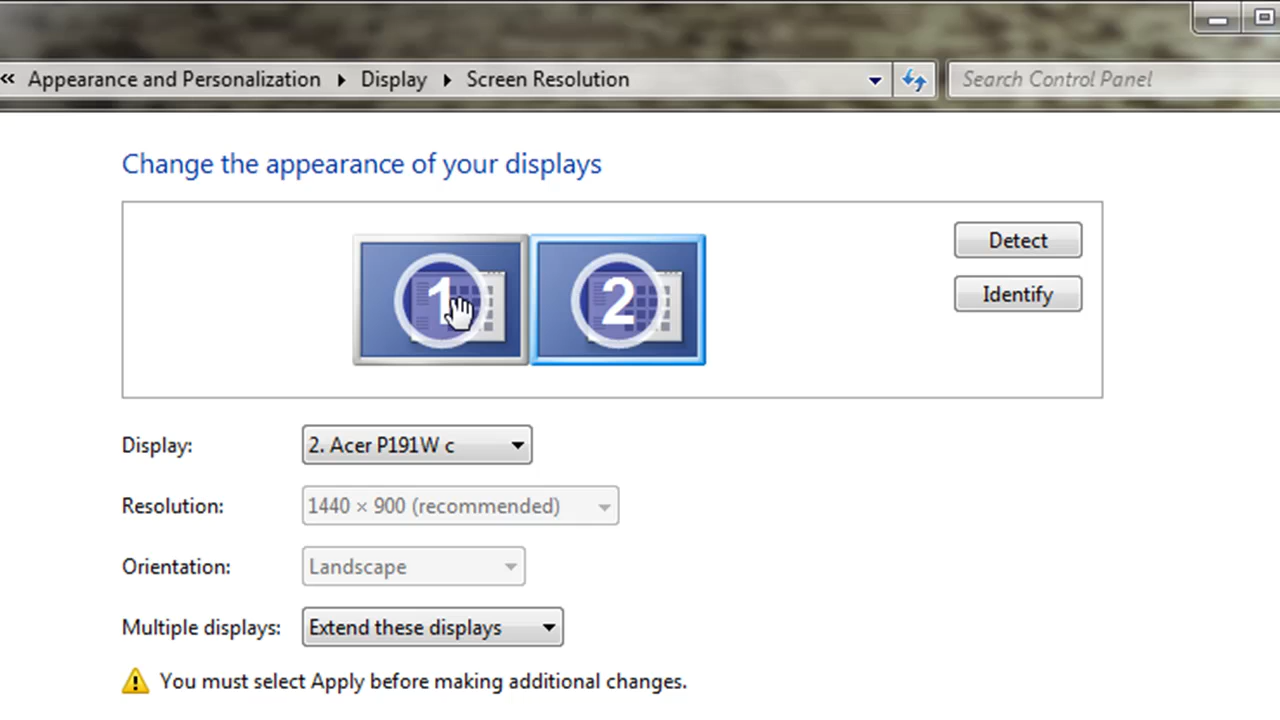 « Appearance and Personalization ▸ Display ▸ Screen Resolution
Search Control Panel
Change the appearance of your displays
1
2
Detect
Identify
Display: 2. Acer P191W c
Resolution: 1440 × 900 (recommended)
Orientation: Landscape
Multiple displays: Extend these displays
You must select Apply before making additional changes.